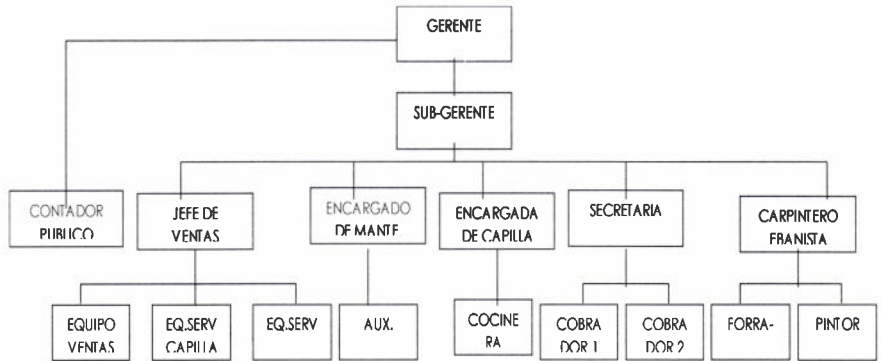 GERENTE
SUB-GERENTE
CONTADOR
PUBLICO
JEFE DE
VENTAS
ENCARGADO
DE MANTE
ENCARGADA
DE CAPILLA
SECRETARIA
CARPINTERO
EBANISTA
EQUIPO
VENTAS
EQ.SERV
CAPILLA
EQ.SERV
AUX.
COCINE
RA
COBRA
DOR 1
COBRA
DOR 2
FORRA-
PINTOR